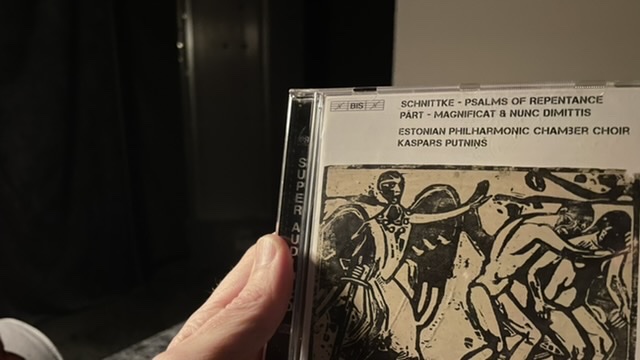 BIS
SCHNITTKE - PSALMS OF REPENTANCE
PÄRT - MAGNIFICAT & NUNC DIMITTIS
ESTONIAN PHILHARMONIC CHAMBER CHOIR
KASPARS PUTNIŅŠ
SUPER AUD